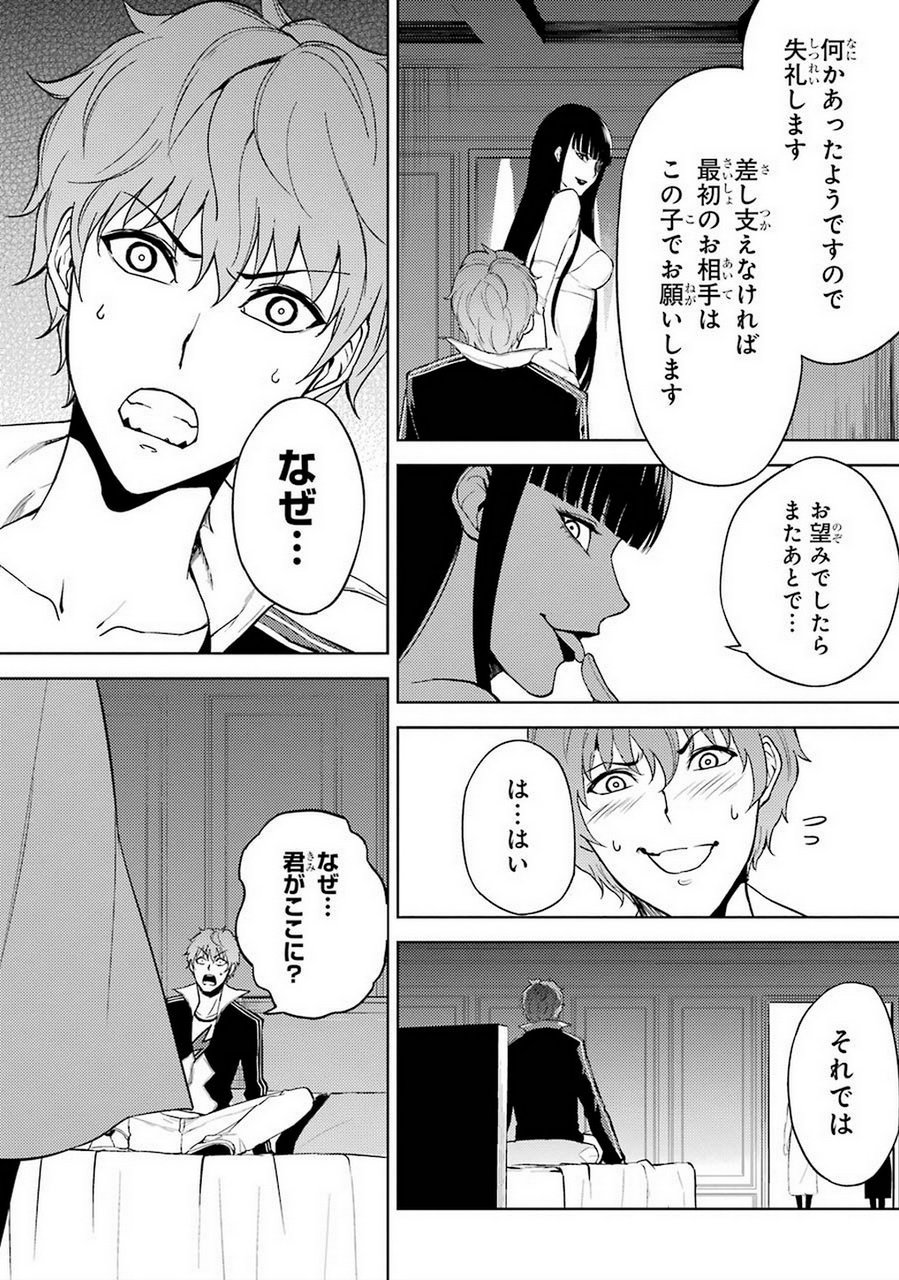 何かあったようですので
失礼します
差し支えなければ
最初のお相手は
この子でお願いします
お望みでしたら
またあとで…
は…はい
それでは
なぜ…
なぜ…
君がここに？